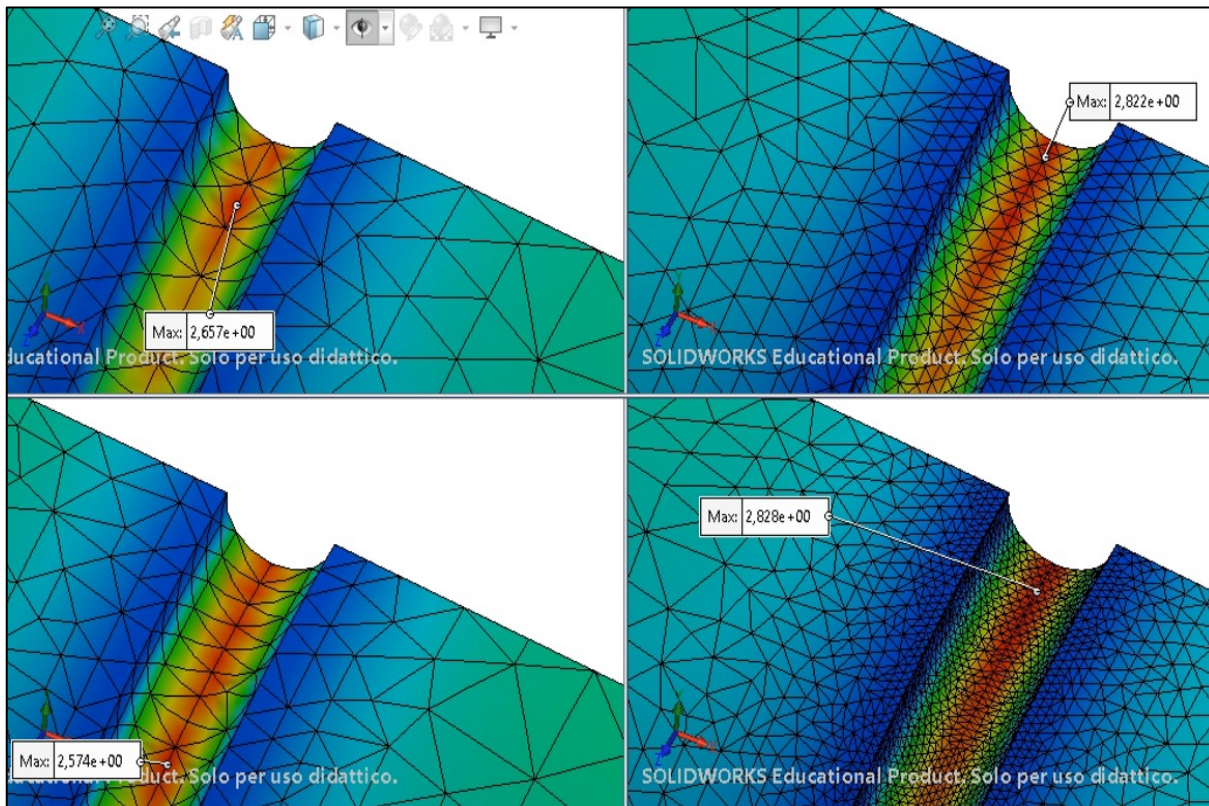 Max: 2,657e+00
ducational Product. Solo per uso didattico.
Max: 2,822e+00
SOLIDWORKS Educational Product. Solo per uso didattico.
Max: 2,574e+00
ducational Product. Solo per uso didattico.
Max: 2,828e+00
SOLIDWORKS Educational Product. Solo per uso didattico.